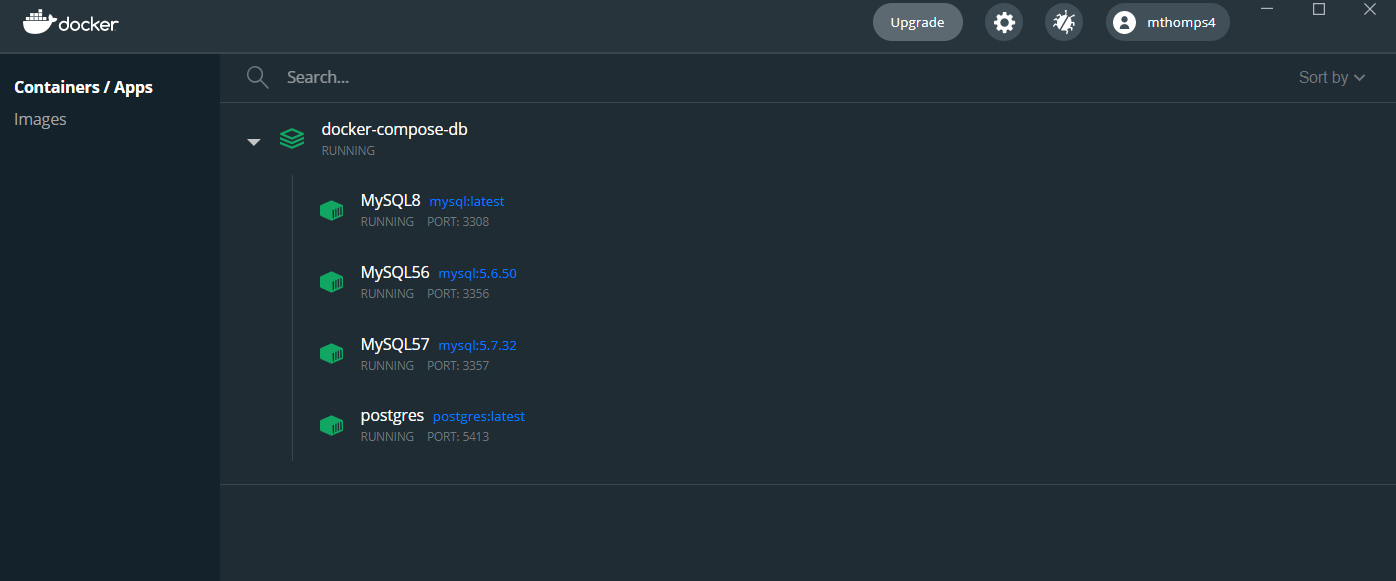 docker
Upgrade
mthomps4
Containers / Apps
Images
Search...
Sort by
docker-compose-db
RUNNING
MySQL8 mysql:latest
RUNNING PORT: 3308
MySQL56 mysql:5.6.50
RUNNING PORT: 3356
MySQL57 mysql:5.7.32
RUNNING PORT: 3357
postgres postgres:latest
RUNNING PORT: 5413